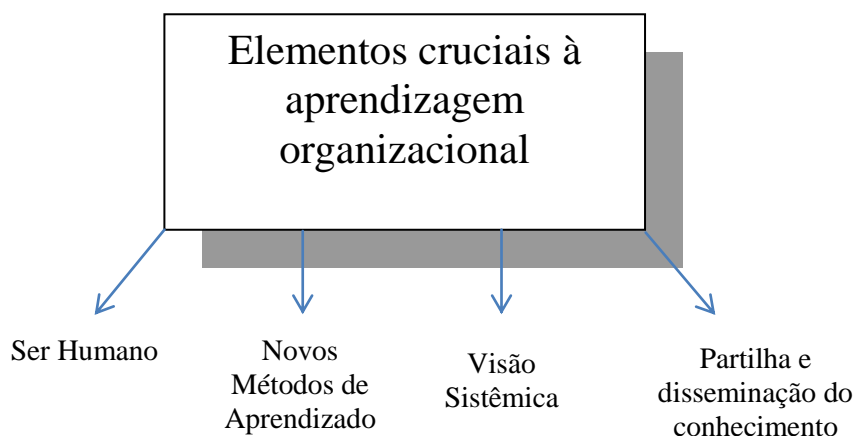 Elementos cruciais à
aprendizagem
organizacional
Ser Humano
Novos
Métodos de
Aprendizado
Visão
Sistêmica
Partilha e
disseminação do
conhecimento